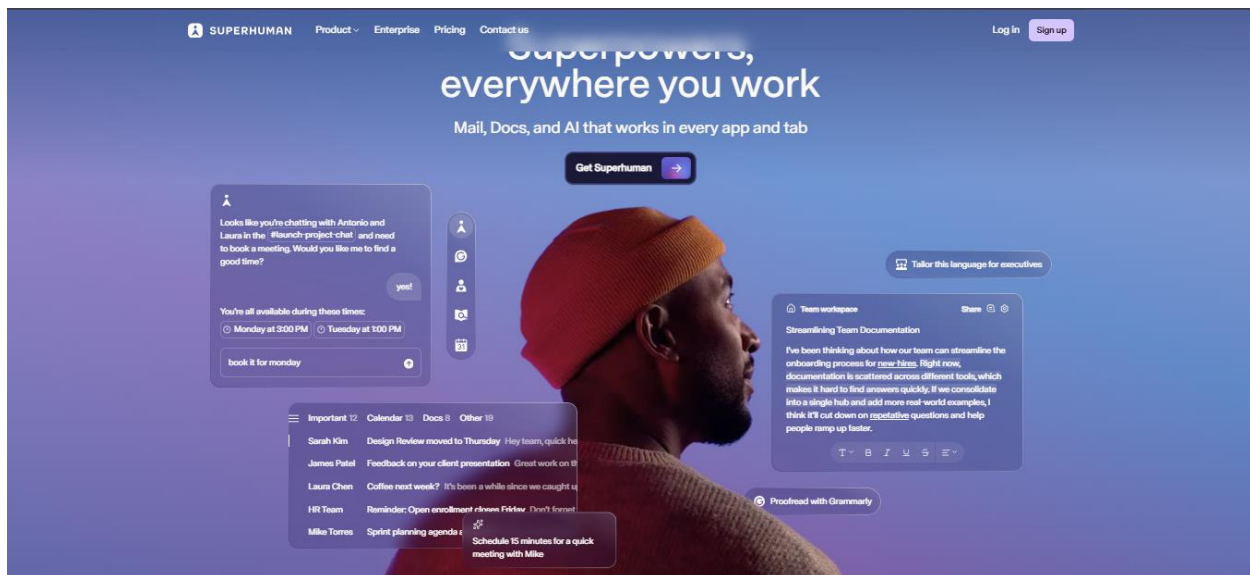 SUPERHUMAN Product Enterprise Pricing Contact us Log in Sign up
Superpowers,
everywhere you work
Mail, Docs, and AI that works in every app and tab
Get Superhuman
Looks like you're chatting with Antonio and
Laura in the #launch-project-chat and need
to book a meeting. Would you like me to find a
good time?
yes!
You're all available during these times:
Monday at 3:00 PM Tuesday at 1:00 PM
book it for monday
31
Tailor this language for executives
Team workspace Share
Streamlining Team Documentation
I've been thinking about how our team can streamline the
onboarding process for new-hires. Right now,
documentation is scattered across different tools, which
makes it hard to find answers quickly. If we consolidate
into a single hub and add more real-world examples, I
think it'll cut down on repetative questions and help
people ramp up faster.
T B I U S
Proofread with Grammarly
Important 12 Calendar 13 Docs 8 Other 19
Sarah Kim Design Review moved to Thursday Hey team, quick he
James Patel Feedback on your client presentation Great work on th
Laura Chen Coffee next week? It's been a while since we caught u
HR Team Reminder: Open enrollment closes Friday Don't forget
Mike Torres Sprint planning agenda a
Schedule 15 minutes for a quick
meeting with Mike